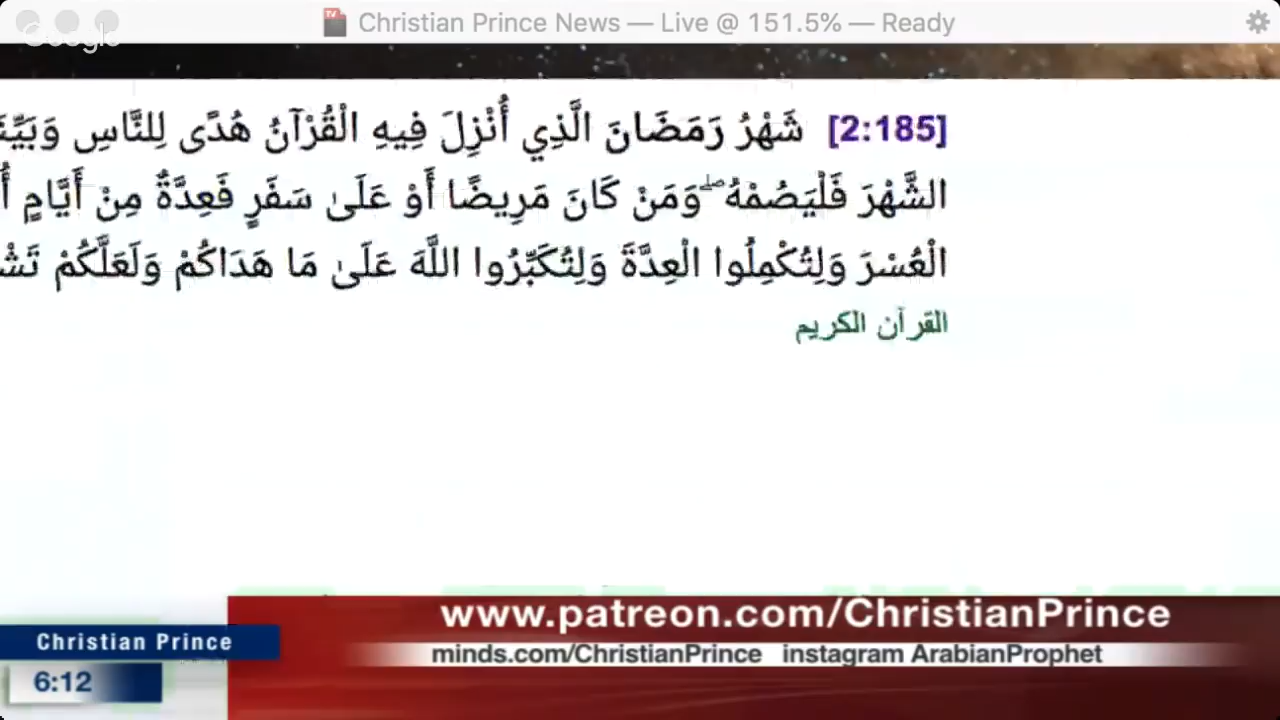 Christian Prince News — Live @ 151.5% — Ready
Google
[2:185] شَهْرُ رَمَضَانَ الَّذِي أُنْزِلَ فِيهِ الْقُرْآنُ هُدًى لِلنَّاسِ
الشَّهْرَ فَلْيَصُمْهُ ۖ وَمَنْ كَانَ مَرِيضًا أَوْ عَلَىٰ سَفَرٍ فَعِدَّةٌ مِنْ أَيَّامٍ
الْعُسْرَ وَلِتُكْمِلُوا الْعِدَّةَ وَلِتُكَبِّرُوا اللَّهَ عَلَىٰ مَا هَدَاكُمْ وَلَعَلَّكُمْ
القرآن الكريم
www.patreon.com/ChristianPrince
Christian Prince
minds.com/ChristianPrince instagram ArabianProphet
6:12